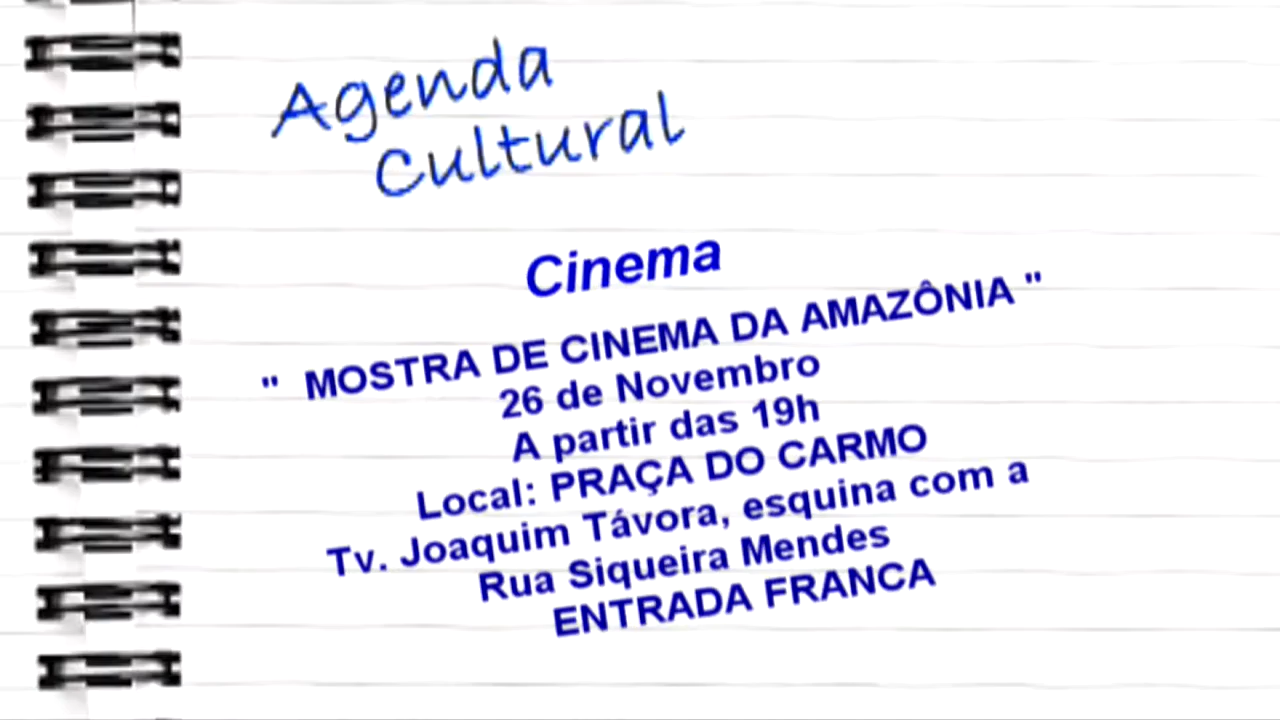 Agenda
Cultural
Cinema
" MOSTRA DE CINEMA DA AMAZÔNIA "
26 de Novembro
A partir das 19h
Local: PRAÇA DO CARMO
Tv. Joaquim Távora, esquina com a
Rua Siqueira Mendes
ENTRADA FRANCA